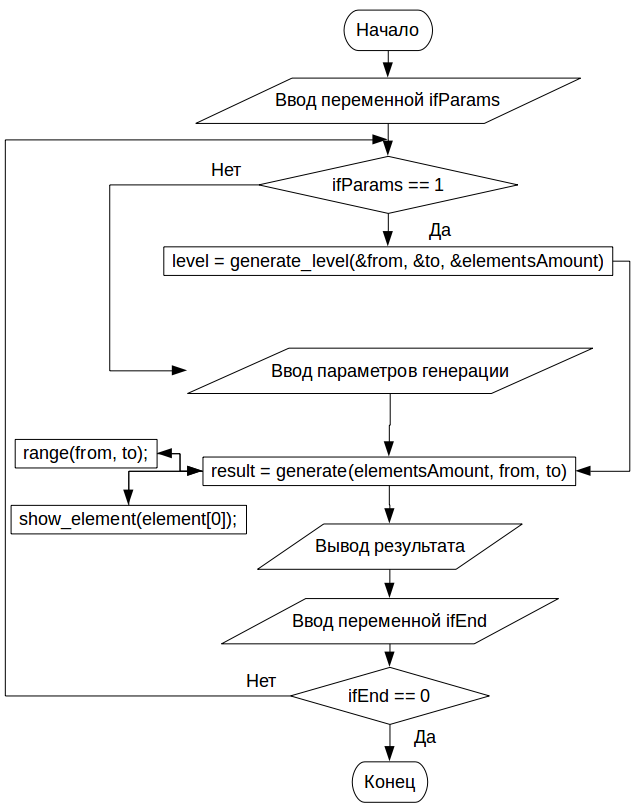 Начало
Ввод переменной ifParams
Нет
ifParams == 1
Да
level = generate_level(&from, &to, &elementsAmount)
Ввод параметров генерации
range(from, to);
result = generate(elementsAmount, from, to)
show_element(element[0]);
Вывод результата
Ввод переменной ifEnd
Нет
ifEnd == 0
Да
Конец